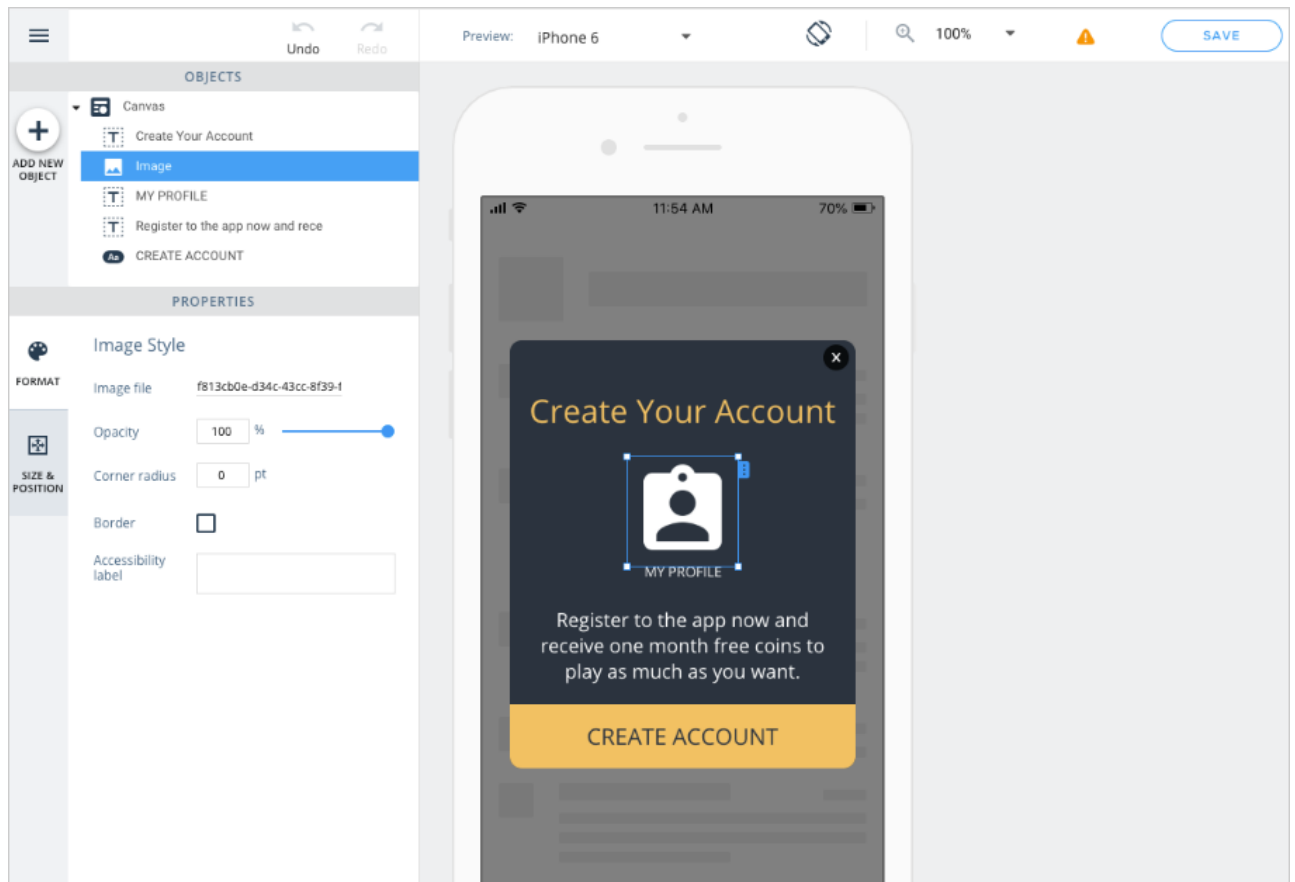 Undo
Redo
Preview:
iPhone 6
100%
SAVE
OBJECTS
ADD NEW
OBJECT
Canvas
T Create Your Account
Image
T MY PROFILE
T Register to the app now and rece
Aa CREATE ACCOUNT
PROPERTIES
FORMAT
SIZE &
POSITION
Image Style
Image file f813cb0e-d34c-43cc-8f39-f
Opacity 100 %
Corner radius 0 pt
Border
Accessibility
label
11:54 AM 70%
X
Create Your Account
MY PROFILE
Register to the app now and
receive one month free coins to
play as much as you want.
CREATE ACCOUNT